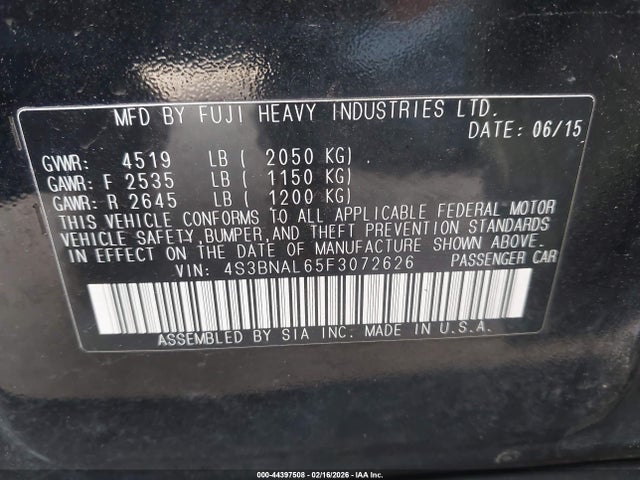 MFD BY FUJI HEAVY INDUSTRIES LTD.
DATE: 06/15
GVWR: 4519 LB ( 2050 KG)
GAWR: F 2535 LB ( 1150 KG)
GAWR: R 2645 LB ( 1200 KG)
THIS VEHICLE CONFORMS TO ALL APPLICABLE FEDERAL MOTOR
VEHICLE SAFETY, BUMPER, AND THEFT PREVENTION STANDARDS
IN EFFECT ON THE DATE OF MANUFACTURE SHOWN ABOVE.
VIN: 4S3BNAL65F3072626 PASSENGER CAR
ASSEMBLED BY SIA INC. MADE IN U.S.A.
000-44397508 - 02/16/2026 - IAA Inc.